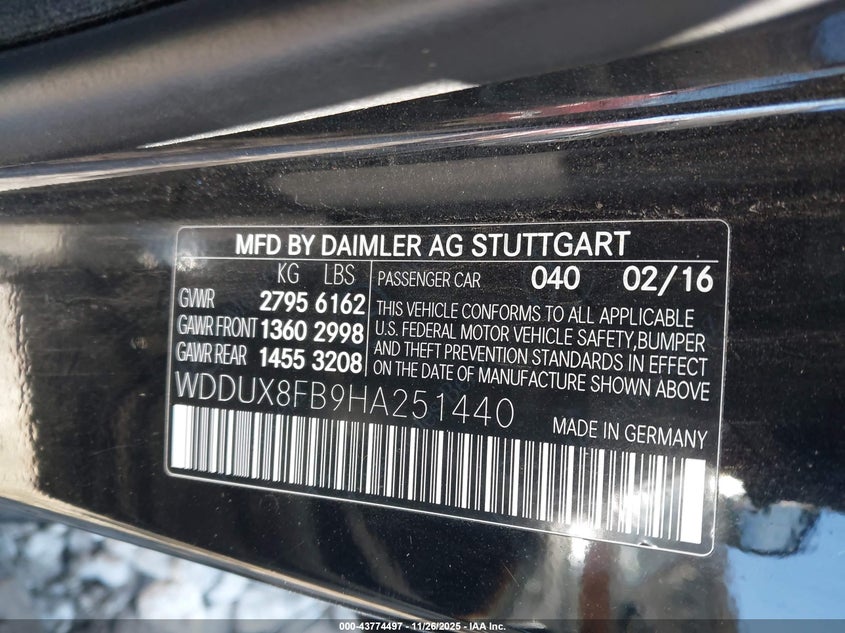 MFD BY DAIMLER AG STUTTGART
KG LBS
GVWR 2795 6162
GAWR FRONT 1360 2998
GAWR REAR 1455 3208
PASSENGER CAR 040 02/16
THIS VEHICLE CONFORMS TO ALL APPLICABLE
U.S. FEDERAL MOTOR VEHICLE SAFETY,BUMPER
AND THEFT PREVENTION STANDARDS IN EFFECT
ON THE DATE OF MANUFACTURE SHOWN ABOVE
WDDUX8FB9HA251440
MADE IN GERMANY
000-43774497 - 11/26/2025 - IAA Inc.